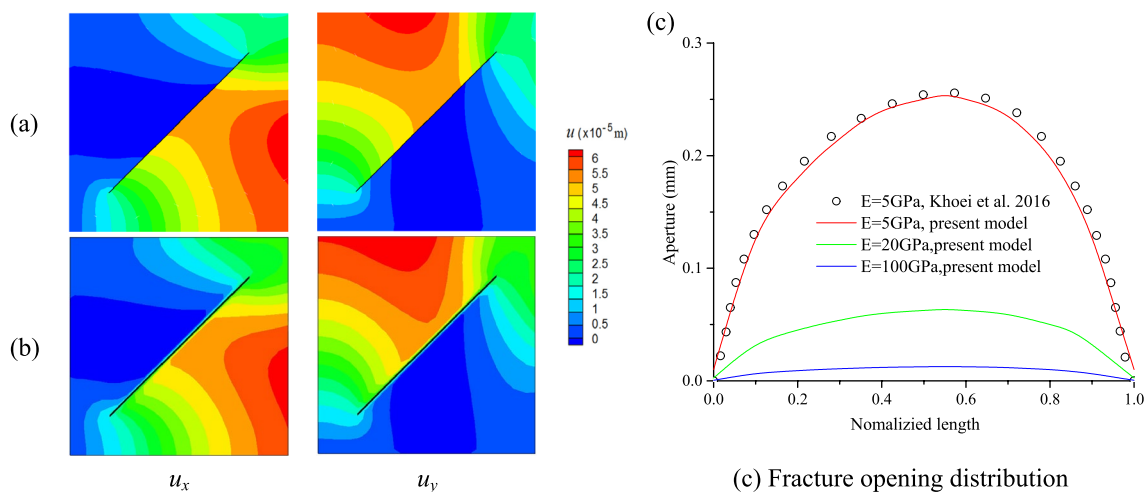 (a)
(b)
u (x10⁻⁵m)
6
5.5
5
4.5
4
3.5
3
2.5
2
1.5
1
0.5
0
uₓ
u_y
(c)
0.3
0.2
0.1
0.0
Aperture (mm)
E=5GPa, Khoei et al. 2016
E=5GPa, present model
E=20GPa,present model
E=100GPa,present model
0.0 0.2 0.4 0.6 0.8 1.0
Nomalizied length
(c) Fracture opening distribution